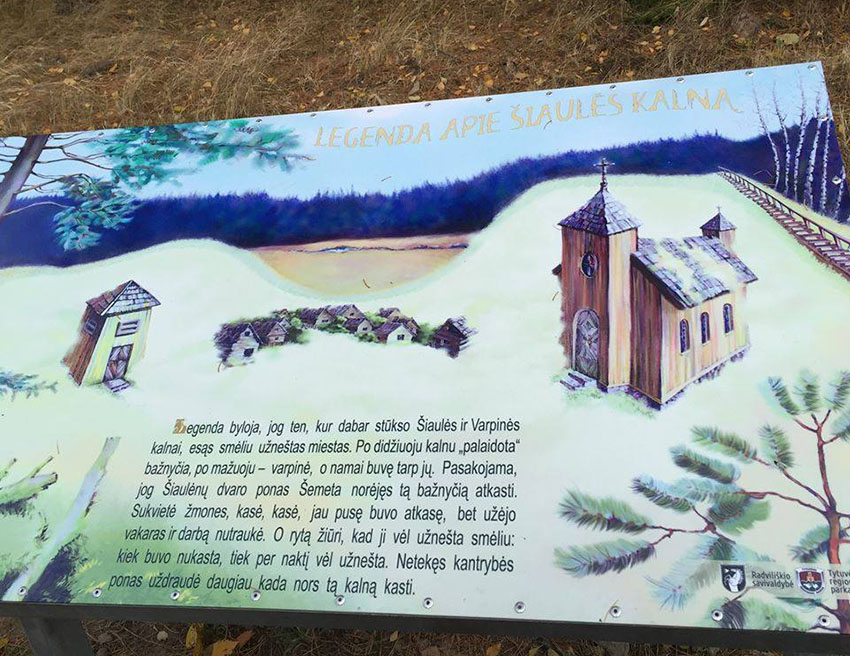 LEGENDA APIE ŠIAULĖS KALNĄ
Legenda byloja, jog ten, kur dabar stūkso Šiaulės ir Varpinės
kalnai, esąs smėliu užneštas miestas. Po didžiuoju kalnu „palaidota“
bažnyčia, po mažuoju – varpinė, o namai buvę tarp jų. Pasakojama,
jog Šiaulėnų dvaro ponas Šemeta norėjęs tą bažnyčią atkasti.
Sukvietė žmones, kasė, kasė, jau pusę buvo atkasę, bet užėjo
vakaras ir darbą nutraukė. O rytą žiūri, kad ji vėl užnešta smėliu:
kiek buvo nukasta, tiek per naktį vėl užnešta. Netekęs kantrybės
ponas uždraudė daugiau kada nors tą kalną kasti.
Radviliškio
savivaldybė
Tytuvė
regio
parka